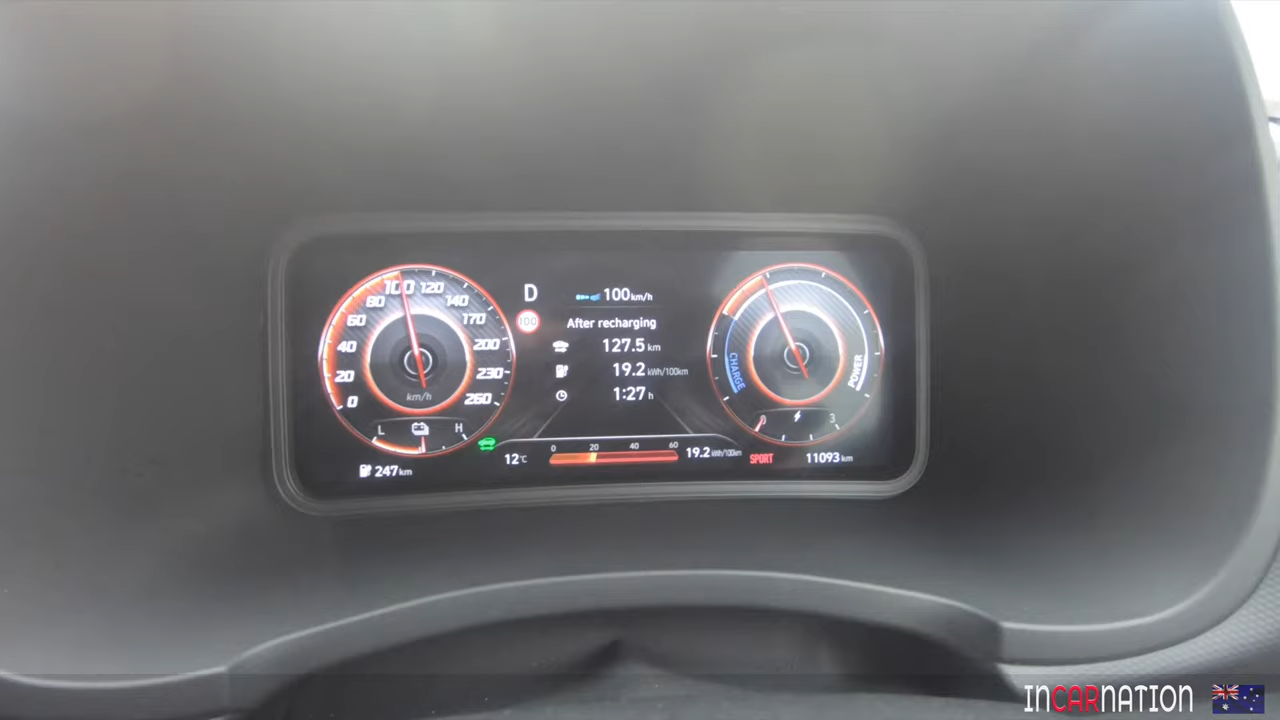 D
100 km/h
100
After recharging
127.5 km
19.2 kWh/100km
1:27 h
0 20 40 60 80 100 120 140 170 200 230 260
km/h
L H
247 km
12°C
0 20 40 60
19.2 kWh/100km
CHARGE
POWER
0 3
SPORT
11093 km
INCARNATION